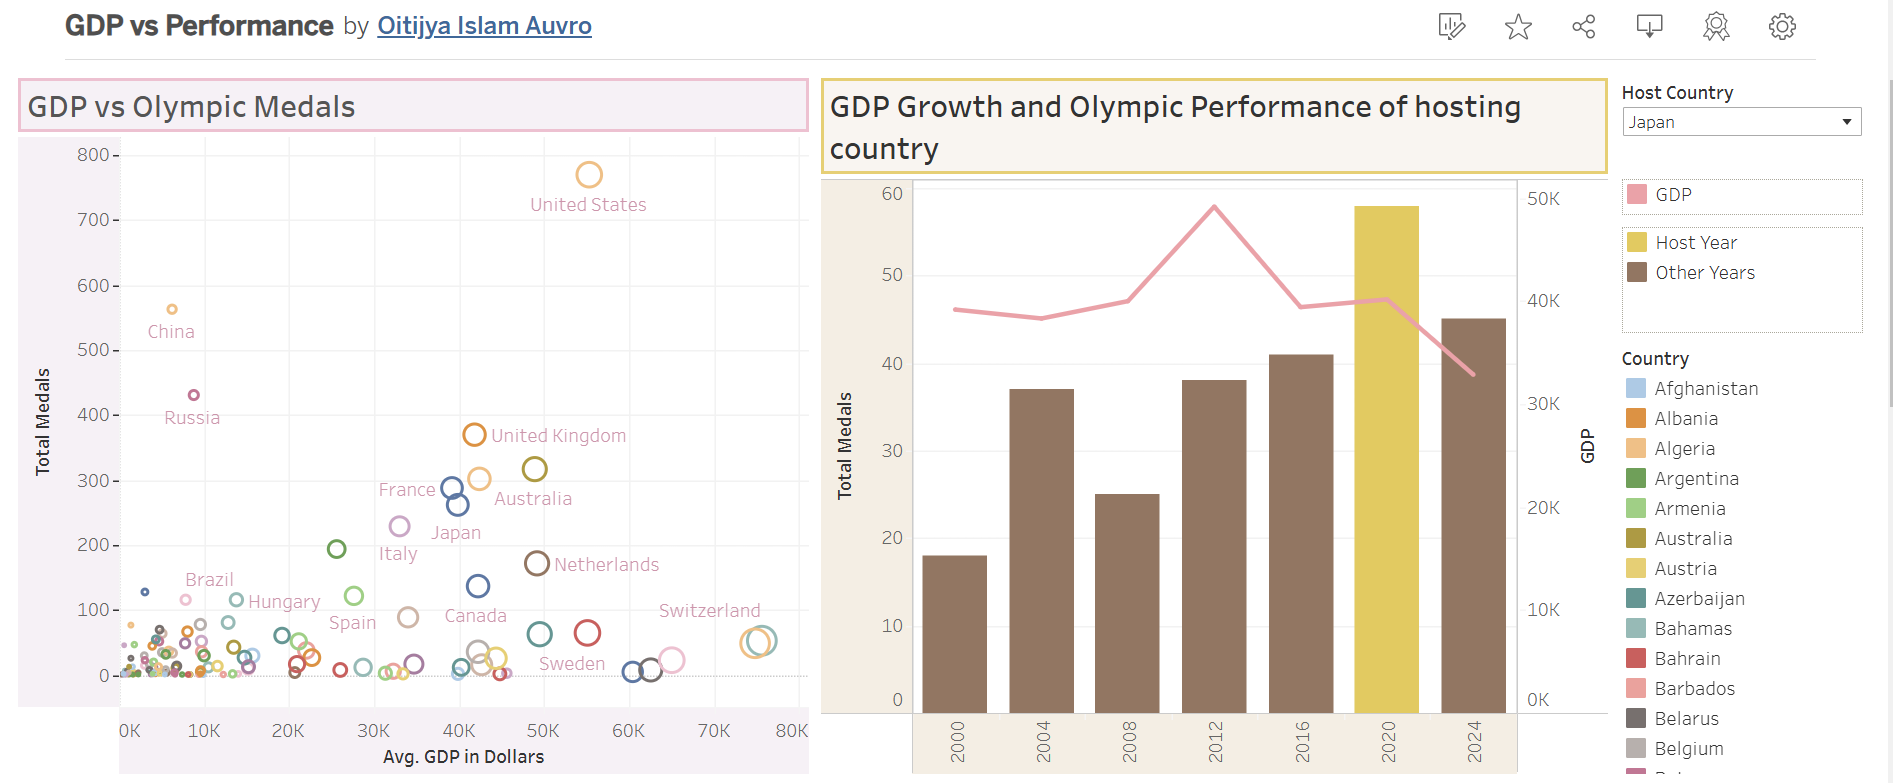 GDP vs Performance by Oitijya Islam Auvro
GDP vs Olympic Medals
800
700
600
500
400
300
200
100
0
Total Medals
United States
China
Russia
United Kingdom
France
Australia
Japan
Italy
Netherlands
Brazil
Hungary
Spain
Canada
Switzerland
Sweden
0K 10K 20K 30K 40K 50K 60K 70K 80K
Avg. GDP in Dollars
GDP Growth and Olympic Performance of hosting
country
60
50
40
30
20
10
0
Total Medals
50K
40K
30K
20K
10K
0K
GDP
2000 2004 2008 2012 2016 2020 2024
Host Country
Japan
GDP
Host Year
Other Years
Country
Afghanistan
Albania
Algeria
Argentina
Armenia
Australia
Austria
Azerbaijan
Bahamas
Bahrain
Barbados
Belarus
Belgium